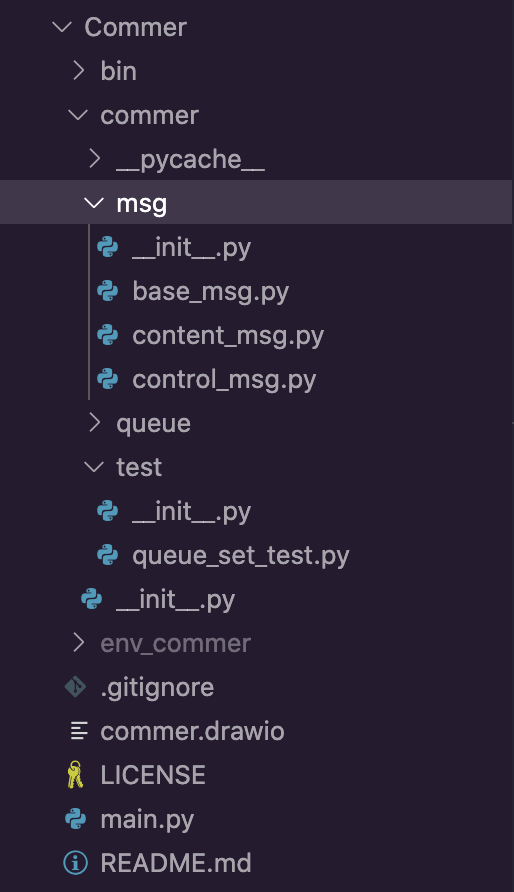 Commer
bin
commer
__pycache__
msg
__init__.py
base_msg.py
content_msg.py
control_msg.py
queue
test
__init__.py
queue_set_test.py
__init__.py
env_commer
.gitignore
commer.drawio
LICENSE
main.py
README.md